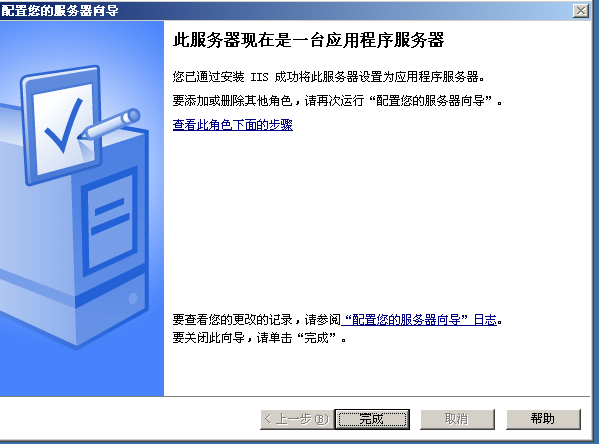 配置您的服务器向导
此服务器现在是一台应用程序服务器
您已通过安装 IIS 成功将此服务器设置为应用程序服务器。
要添加或删除其他角色，请再次运行“配置您的服务器向导”。
查看此角色下面的步骤
要查看您的更改的记录，请参阅“配置您的服务器向导”日志。
要关闭此向导，请单击“完成”。
< 上一步(B) 完成 取消 帮助